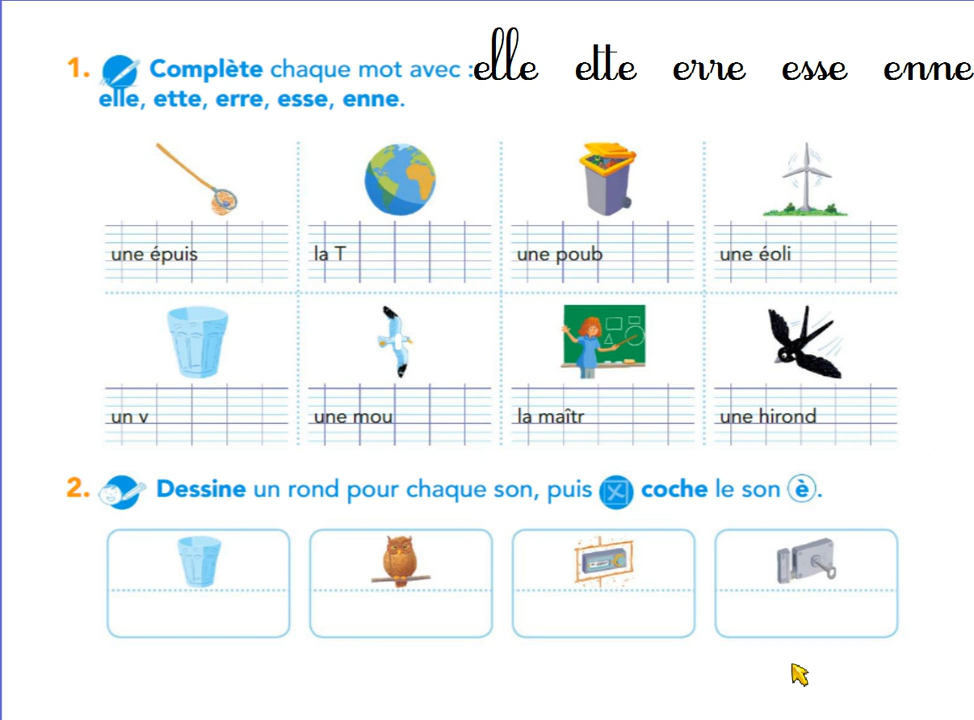 1. Complète chaque mot avec : elle ette erre esse enne
elle, ette, erre, esse, enne.
une épuis la T une poub une éoli
un v une mou la maîtr une hirond
2. Dessine un rond pour chaque son, puis coche le son è.